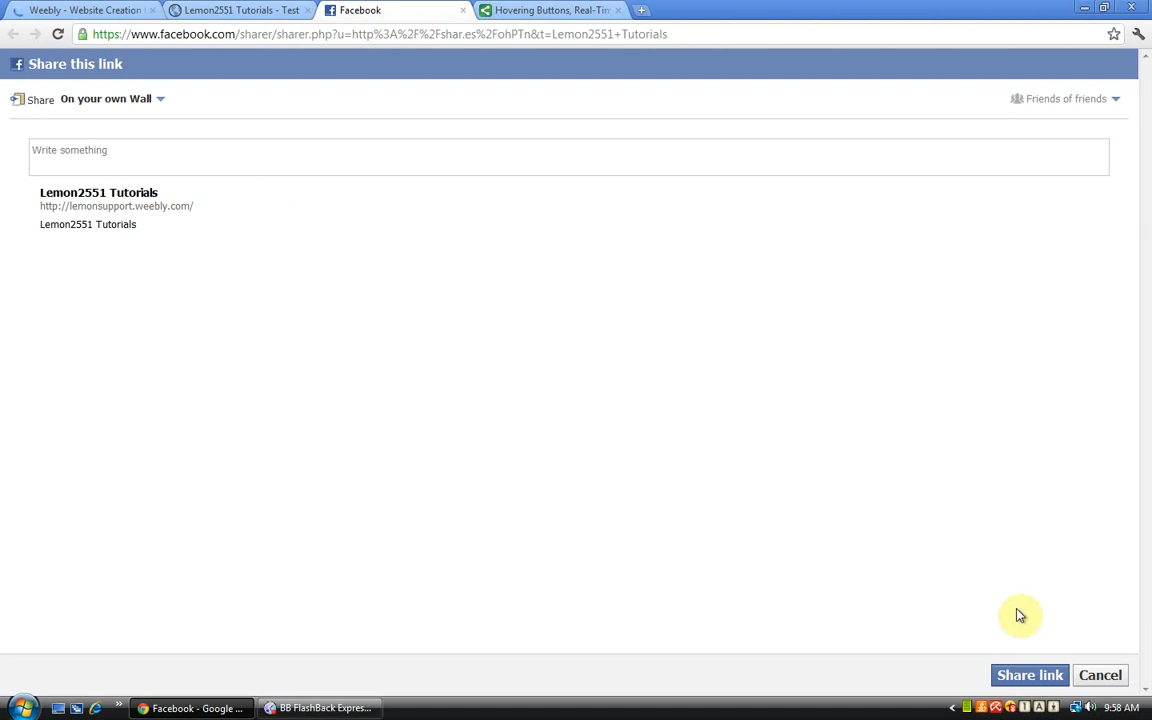 Weebly - Website Creation
Lemon2551 Tutorials - Test
Facebook
Hovering Buttons, Real-Tim
https://www.facebook.com/sharer/sharer.php?u=http%3A%2F%2Fshar.es%2FohPTn&t=Lemon2551+Tutorials
Share this link
Share On your own Wall
Friends of friends
Write something
Lemon2551 Tutorials
http://lemonsupport.weebly.com/
Lemon2551 Tutorials
Share link
Cancel
Facebook - Google ...
BB FlashBack Expres...
9:58 AM